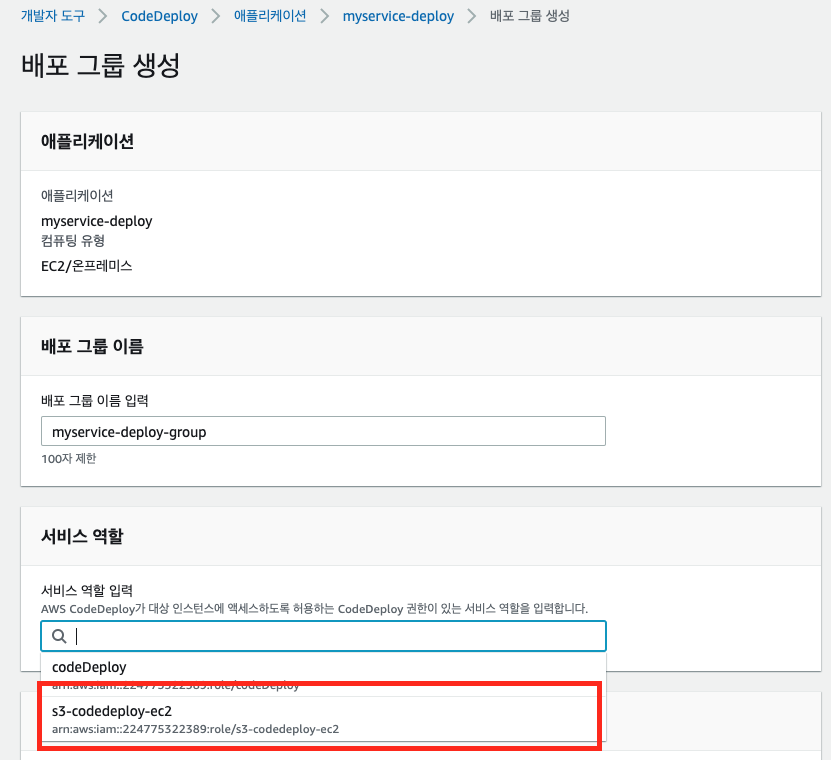 개발자 도구 > CodeDeploy > 애플리케이션 > myservice-deploy > 배포 그룹 생성
배포 그룹 생성
애플리케이션
애플리케이션
myservice-deploy
컴퓨팅 유형
EC2/온프레미스
배포 그룹 이름
배포 그룹 이름 입력
myservice-deploy-group
100자 제한
서비스 역할
서비스 역할 입력
AWS CodeDeploy가 대상 인스턴스에 액세스하도록 허용하는 CodeDeploy 권한이 있는 서비스 역할을 입력합니다.
codeDeploy
arn:aws:iam::224775322389:role/codeDeploy
s3-codedeploy-ec2
arn:aws:iam::224775322389:role/s3-codedeploy-ec2